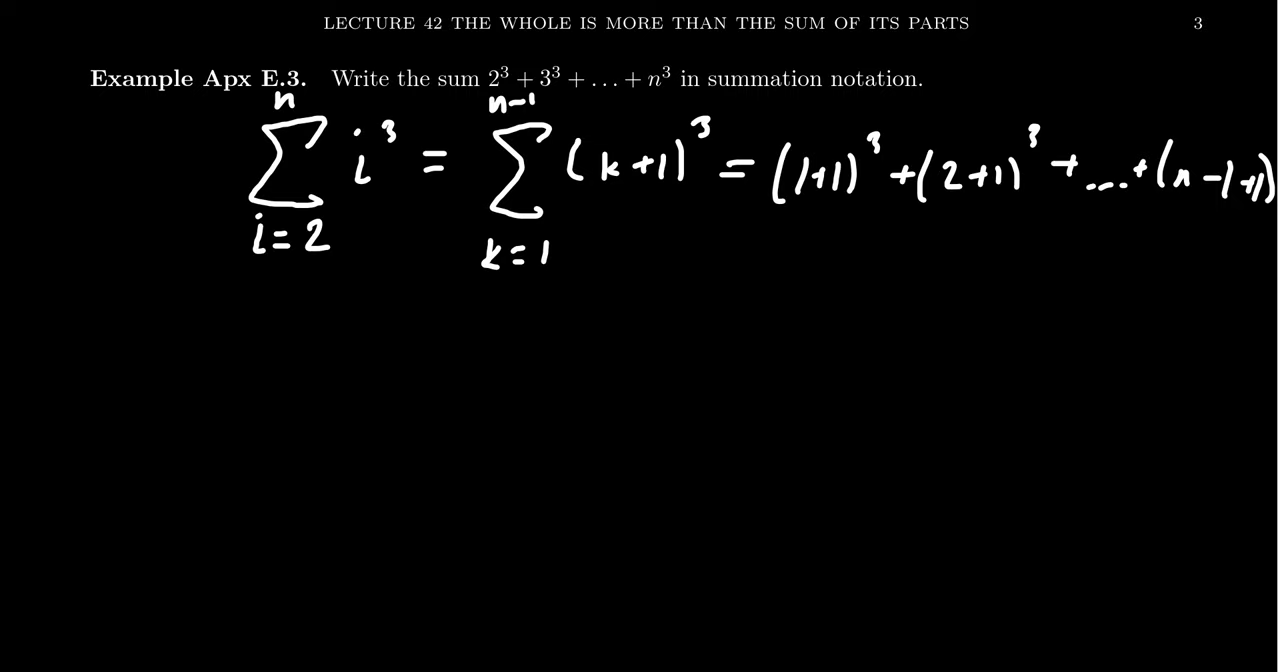 LECTURE 42 THE WHOLE IS MORE THAN THE SUM OF ITS PARTS 3
Example Apx E.3. Write the sum 2³ + 3³ + . . . + n³ in summation notation.
n n-1
∑ i³ = ∑ (k+1)³ = (1+1)³ + (2+1)³ + .... + (n-1+1)
i=2 k=1